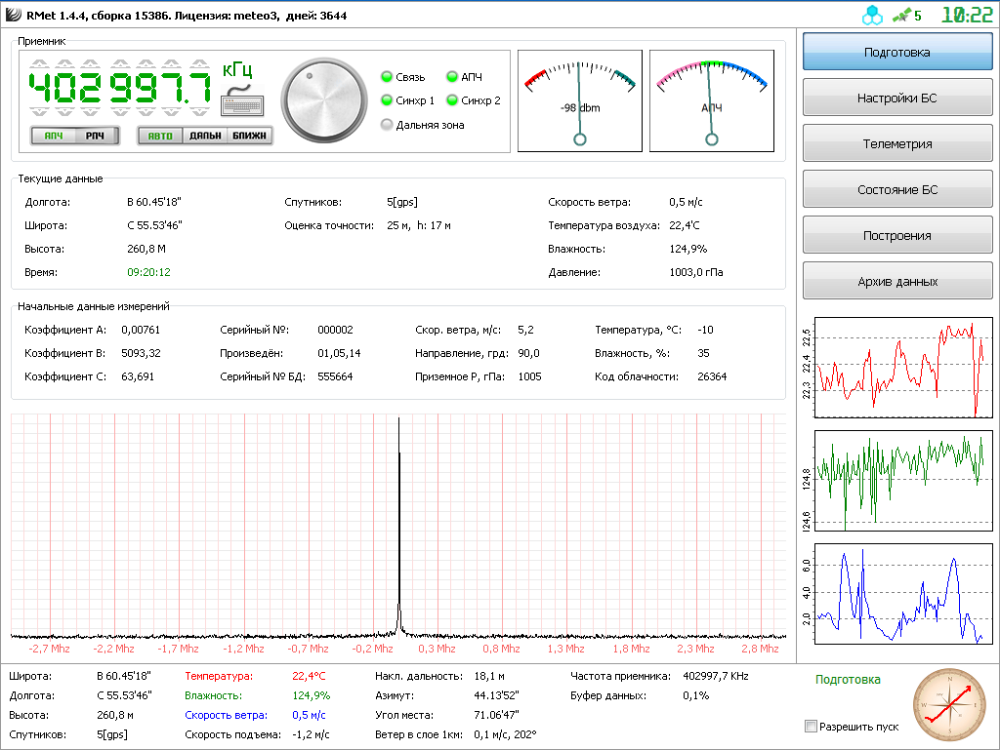 RMet 1.4.4, сборка 15386. Лицензия: meteo3, дней: 3644
5 10:22
Приемник
402997.7 кГц
АПЧ РПЧ АВТО ДАЛЬН БЛИЖН
Связь АПЧ
Синхр 1 Синхр 2
Дальняя зона
-98 dbm
АПЧ
Подготовка
Настройки БС
Телеметрия
Состояние БС
Построения
Архив данных
Текущие данные
Долгота: В 60.45'18" Спутников: 5[gps] Скорость ветра: 0,5 м/с
Широта: С 55.53'46" Оценка точности: 25 м, h: 17 м Температура воздуха: 22,4'C
Высота: 260,8 М Влажность: 124,9%
Время: 09:20:12 Давление: 1003,0 гПа
Начальные данные измерений
Коэффициент A: 0,00761 Серийный №: 000002 Скор. ветра, м/с: 5,2 Температура, °C: -10
Коэффициент B: 5093,32 Произведён: 01,05,14 Направление, грд: 90,0 Влажность, %: 35
Коэффициент C: 63,691 Серийный № БД: 555664 Приземное P, гПа: 1005 Код облачности: 26364
22,5
22,4
22,3
124,8
124,6
6,0
4,0
2,0
-2,7 Mhz -2,2 Mhz -1,7 Mhz -1,2 Mhz -0,7 Mhz -0,2 Mhz 0,3 Mhz 0,8 Mhz 1,3 Mhz 1,8 Mhz 2,3 Mhz 2,8 Mhz
Широта: В 60.45'18" Температура: 22,4°C Накл. дальность: 18,1 м Частота приемника: 402997,7 KHz
Долгота: С 55.53'46" Влажность: 124,9% Азимут: 44.13'52" Буфер данных: 0,1%
Высота: 260,8 м Скорость ветра: 0,5 м/с Угол места: 71.06'47"
Спутников: 5[gps] Скорость подъема: -1,2 м/с Ветер в слое 1км: 0,1 м/с, 202°
Подготовка
Разрешить пуск
N
E
S
W